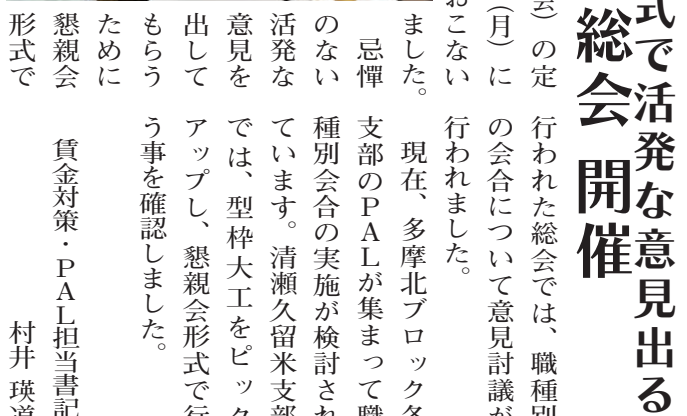 式で活発な意見出る
総会 開催
会）の定
（月）に
おこない
ました。
　忌憚
のない
活発な
意見を
出して
もらう
ために
懇親会
形式で
行われた総会では、職種別
の会合について意見討議が
行われました。
　現在、多摩北ブロック各
支部のＰＡＬが集まって職
種別会合の実施が検討され
ています。清瀬久留米支部
では、型枠大工をピック
アップし、懇親会形式で行
う事を確認しました。
賃金対策・ＰＡＬ担当書記
村井 瑛道